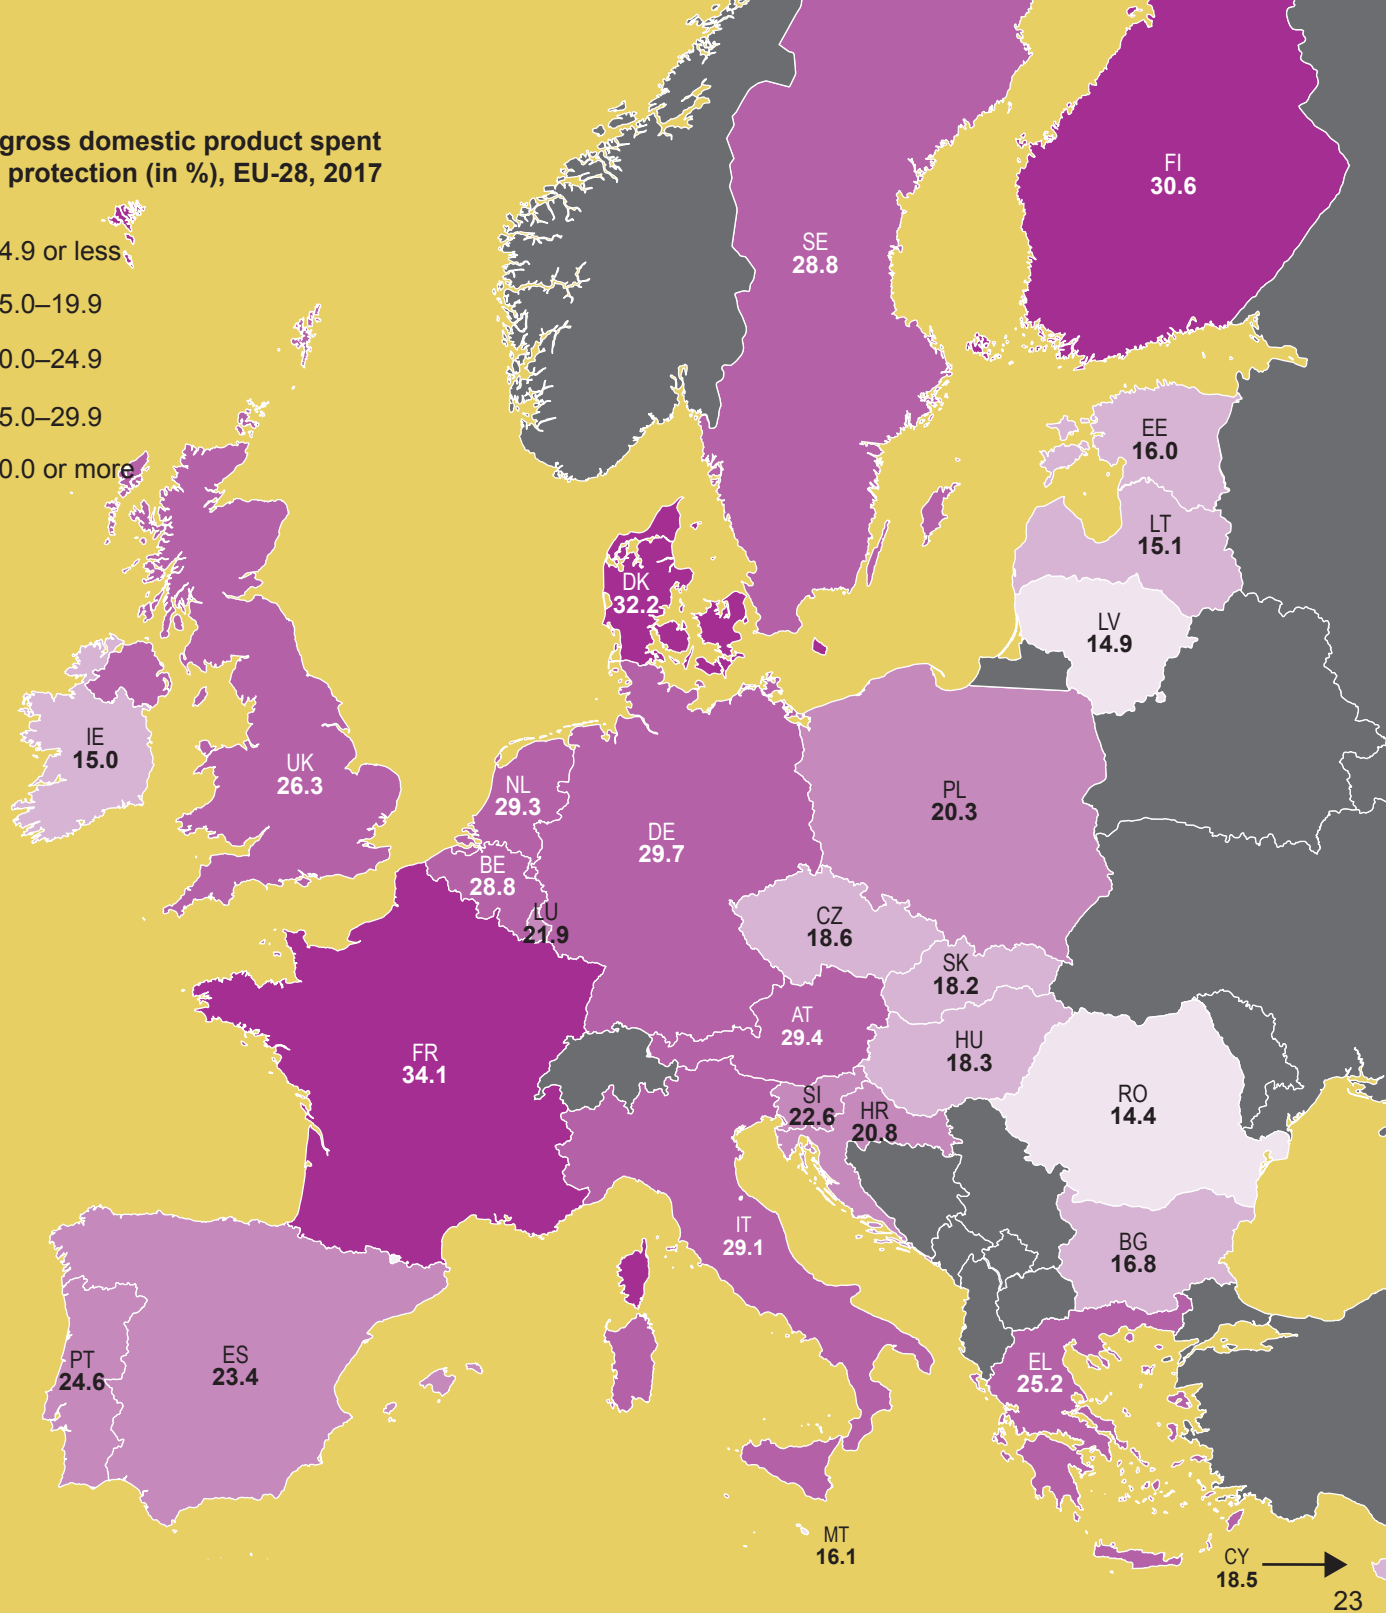 gross domestic product spent
protection (in %), EU-28, 2017
4.9 or less
5.0–19.9
0.0–24.9
5.0–29.9
0.0 or more
FI
30.6
SE
28.8
EE
16.0
LT
15.1
DK
32.2
LV
14.9
IE
15.0
UK
26.3
NL
29.3
PL
20.3
DE
29.7
BE
28.8
LU
21.9
CZ
18.6
SK
18.2
AT
29.4
HU
18.3
FR
34.1
SI
22.6
HR
20.8
RO
14.4
IT
29.1
BG
16.8
PT
24.6
ES
23.4
EL
25.2
MT
16.1
CY
18.5
23